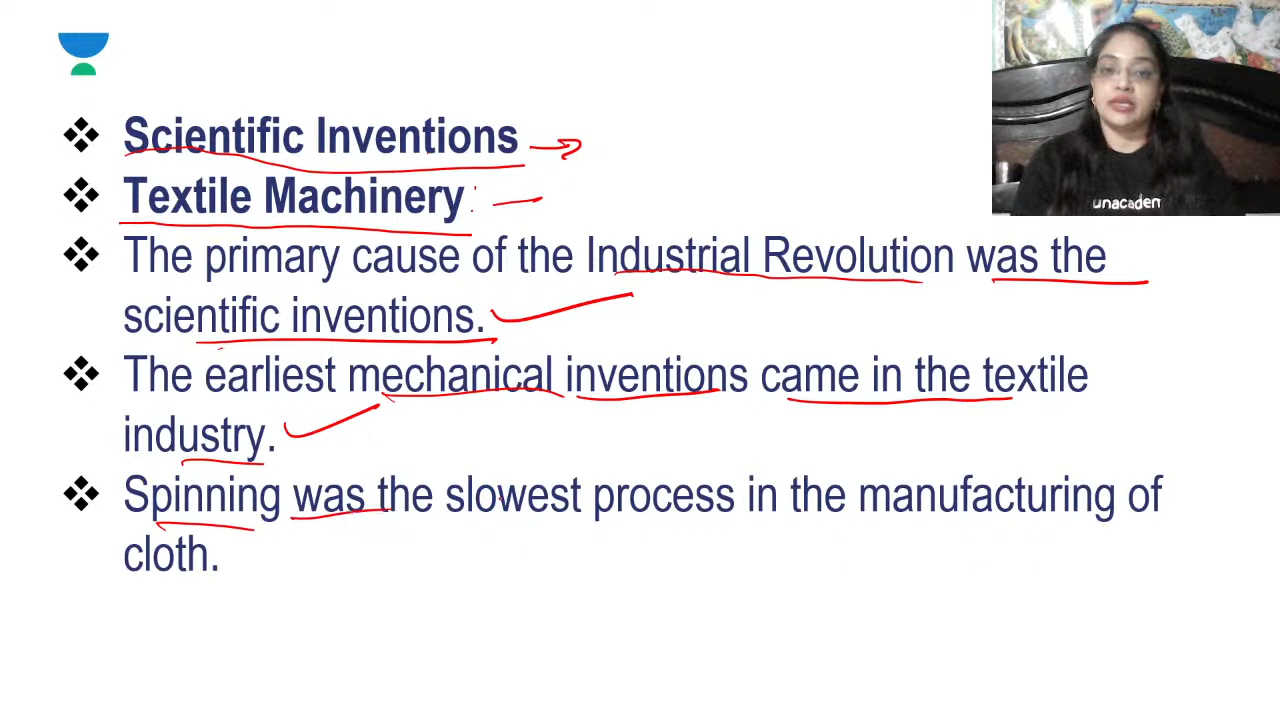 Scientific Inventions
Textile Machinery
The primary cause of the Industrial Revolution was the
scientific inventions.
The earliest mechanical inventions came in the textile
industry.
Spinning was the slowest process in the manufacturing of
cloth.
unacadem